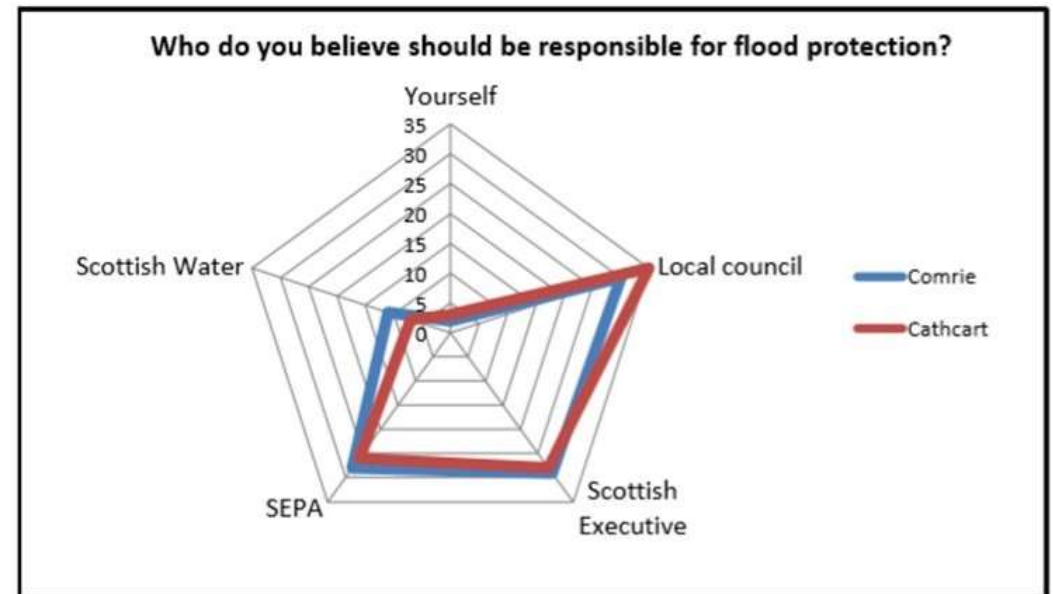 Who do you believe should be responsible for flood protection?
Yourself
35
30
25
20
15
10
5
0
Scottish Water
Local council
Comrie
Cathcart
SEPA
Scottish
Executive